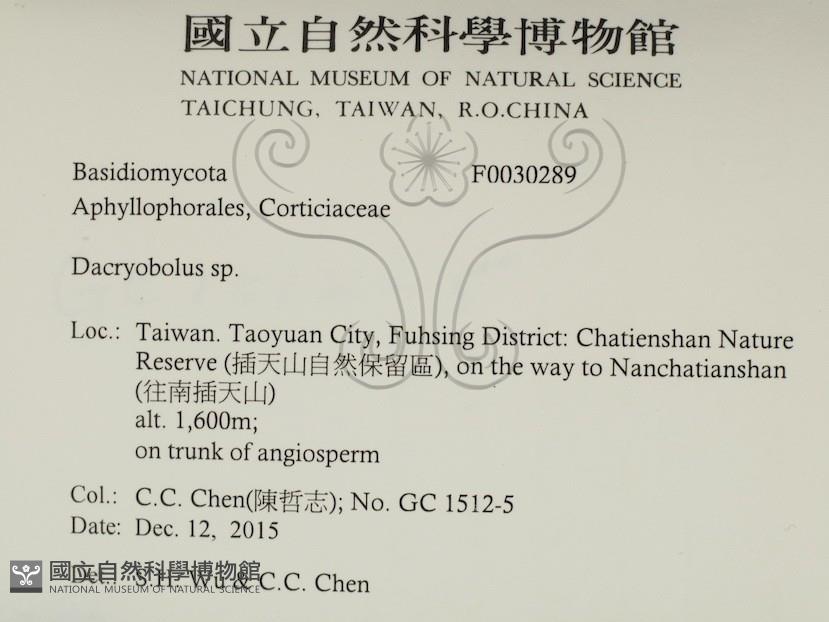 國立自然科學博物館
NATIONAL MUSEUM OF NATURAL SCIENCE
TAICHUNG, TAIWAN, R.O.CHINA
Basidiomycota F0030289
Aphyllophorales, Corticiaceae
Dacryobolus sp.
Loc.: Taiwan. Taoyuan City, Fuhsing District: Chatienshan Nature
Reserve (插天山自然保留區), on the way to Nanchatianshan
(往南插天山)
alt. 1,600m;
on trunk of angiosperm
Col.: C.C. Chen(陳哲志); No. GC 1512-5
Date: Dec. 12, 2015
Det.: S.H. Wu & C.C. Chen
國立自然科學博物館
NATIONAL MUSEUM OF NATURAL SCIENCE